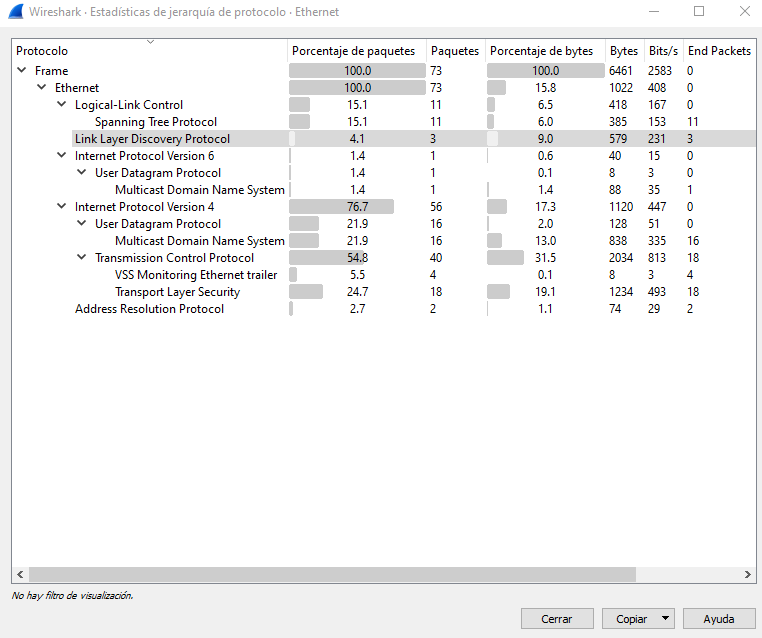 Wireshark · Estadísticas de jerarquía de protocolo · Ethernet
Protocolo Porcentaje de paquetes Paquetes Porcentaje de bytes Bytes Bits/s End Packets
Frame 100.0 73 100.0 6461 2583 0
Ethernet 100.0 73 15.8 1022 408 0
Logical-Link Control 15.1 11 6.5 418 167 0
Spanning Tree Protocol 15.1 11 6.0 385 153 11
Link Layer Discovery Protocol 4.1 3 9.0 579 231 3
Internet Protocol Version 6 1.4 1 0.6 40 15 0
User Datagram Protocol 1.4 1 0.1 8 3 0
Multicast Domain Name System 1.4 1 1.4 88 35 1
Internet Protocol Version 4 76.7 56 17.3 1120 447 0
User Datagram Protocol 21.9 16 2.0 128 51 0
Multicast Domain Name System 21.9 16 13.0 838 335 16
Transmission Control Protocol 54.8 40 31.5 2034 813 18
VSS Monitoring Ethernet trailer 5.5 4 0.1 8 3 4
Transport Layer Security 24.7 18 19.1 1234 493 18
Address Resolution Protocol 2.7 2 1.1 74 29 2
No hay filtro de visualización.
Cerrar Copiar Ayuda